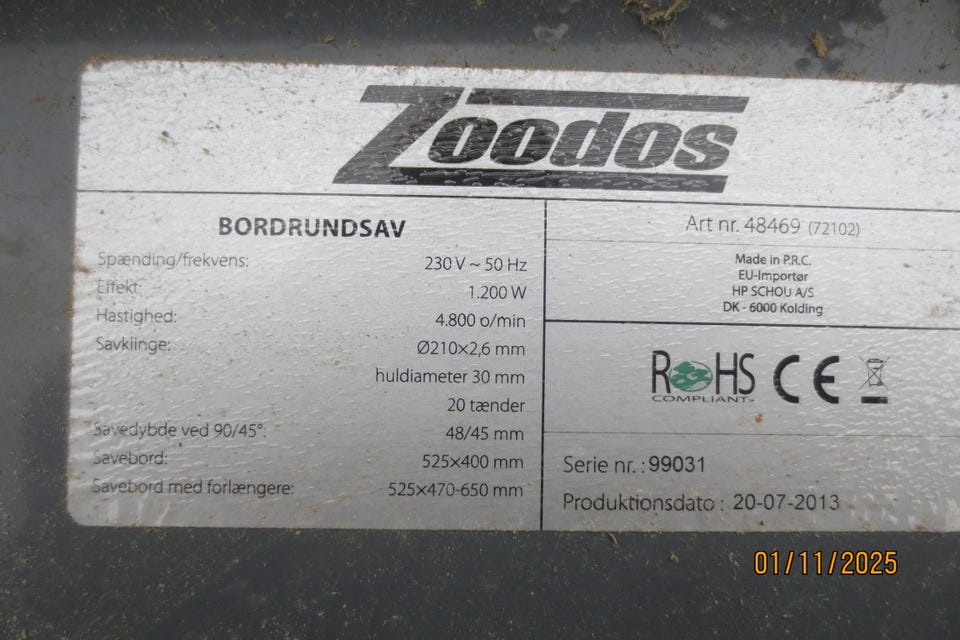 Zoodos
BORDRUNDSAV
Spænding/frekvens: 230 V ~ 50 Hz
Effekt: 1.200 W
Hastighed: 4.800 o/min
Savklinge: Ø210×2,6 mm
huldiameter 30 mm
20 tænder
Savedybde ved 90/45°: 48/45 mm
Savebord: 525×400 mm
Savebord med forlængere: 525×470-650 mm
Art nr. 48469 (72102)
Made in P.R.C.
EU-Importør
HP SCHOU A/S
DK - 6000 Kolding
RoHS
COMPLIANT
CE
Serie nr. : 99031
Produktionsdato : 20-07-2013
01/11/2025